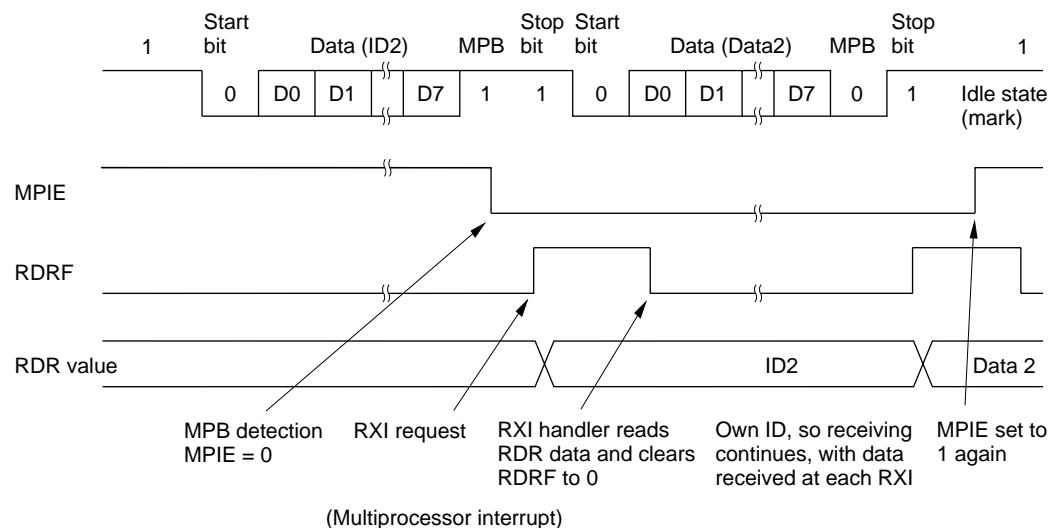 Start bit Stop bit Start bit Stop bit
1 Data (ID2) MPB Data (Data2) MPB 1
0 D0 D1 D7 1 1 0 D0 D1 D7 0 1 Idle state (mark)
MPIE
RDRF
RDR value ID2 Data 2
MPB detection
MPIE = 0
RXI request
RXI handler reads
RDR data and clears
RDRF to 0
Own ID, so receiving
continues, with data
received at each RXI
MPIE set to
1 again
(Multiprocessor interrupt)